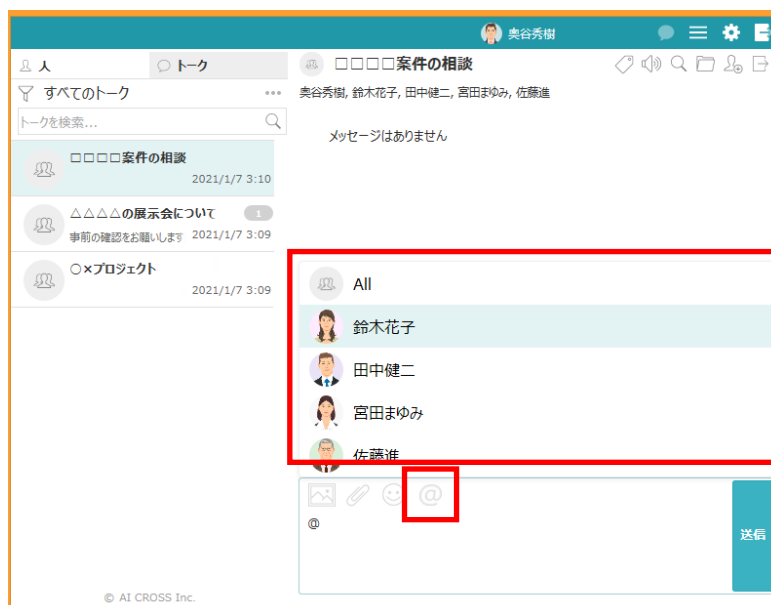 奥谷秀樹
人
トーク
すべてのトーク
トークを検索...
□□□□案件の相談
2021/1/7 3:10
△△△△の展示会について
1
事前の確認をお願いします
2021/1/7 3:09
○×プロジェクト
2021/1/7 3:09
© AI CROSS Inc.
□□□□案件の相談
奥谷秀樹, 鈴木花子, 田中健二, 宮田まゆみ, 佐藤進
メッセージはありません
All
鈴木花子
田中健二
宮田まゆみ
佐藤進
@
@
送信